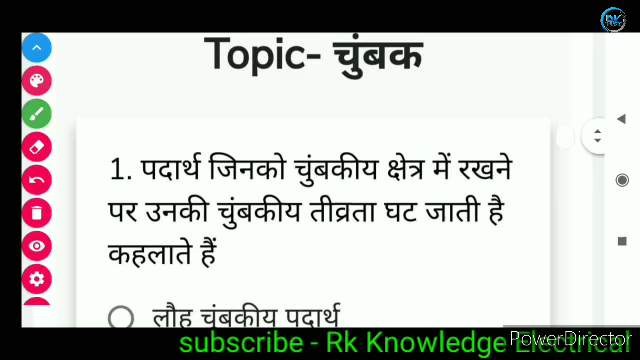 Topic- चुंबक
1. पदार्थ जिनको चुंबकीय क्षेत्र में रखने
पर उनकी चुंबकीय तीव्रता घट जाती है
कहलाते हैं
लौह चुंबकीय पदार्थ
PowerDirector
subscribe - Rk Knowledge Electrical